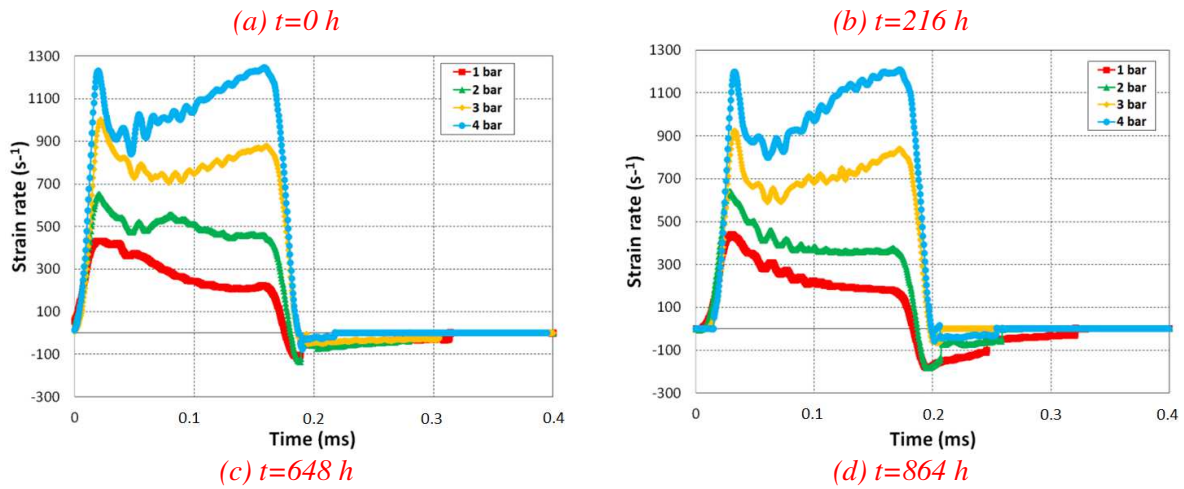 (a) t=0 h
(b) t=216 h
1300
1100
900
700
500
300
100
-100
-300
Strain rate (s-1)
1 bar
2 bar
3 bar
4 bar
0
0.1
0.2
0.3
0.4
Time (ms)
1300
1100
900
700
500
300
100
-100
-300
Strain rate (s-1)
1 bar
2 bar
3 bar
4 bar
0
0.1
0.2
0.3
0.4
Time (ms)
(c) t=648 h
(d) t=864 h